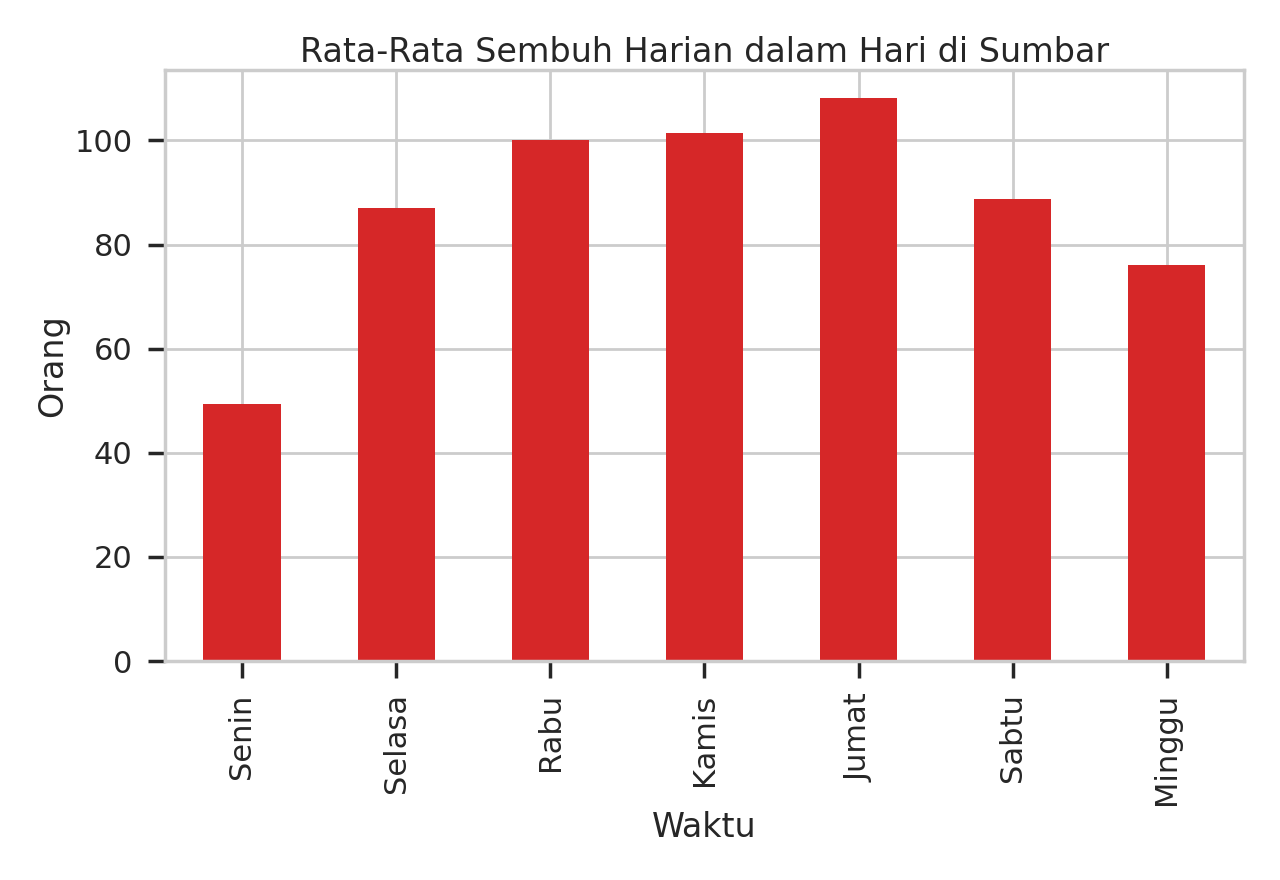 Rata-Rata Sembuh Harian dalam Hari di Sumbar
Orang
100
80
60
40
20
0
Senin
Selasa
Rabu
Kamis
Jumat
Sabtu
Minggu
Waktu